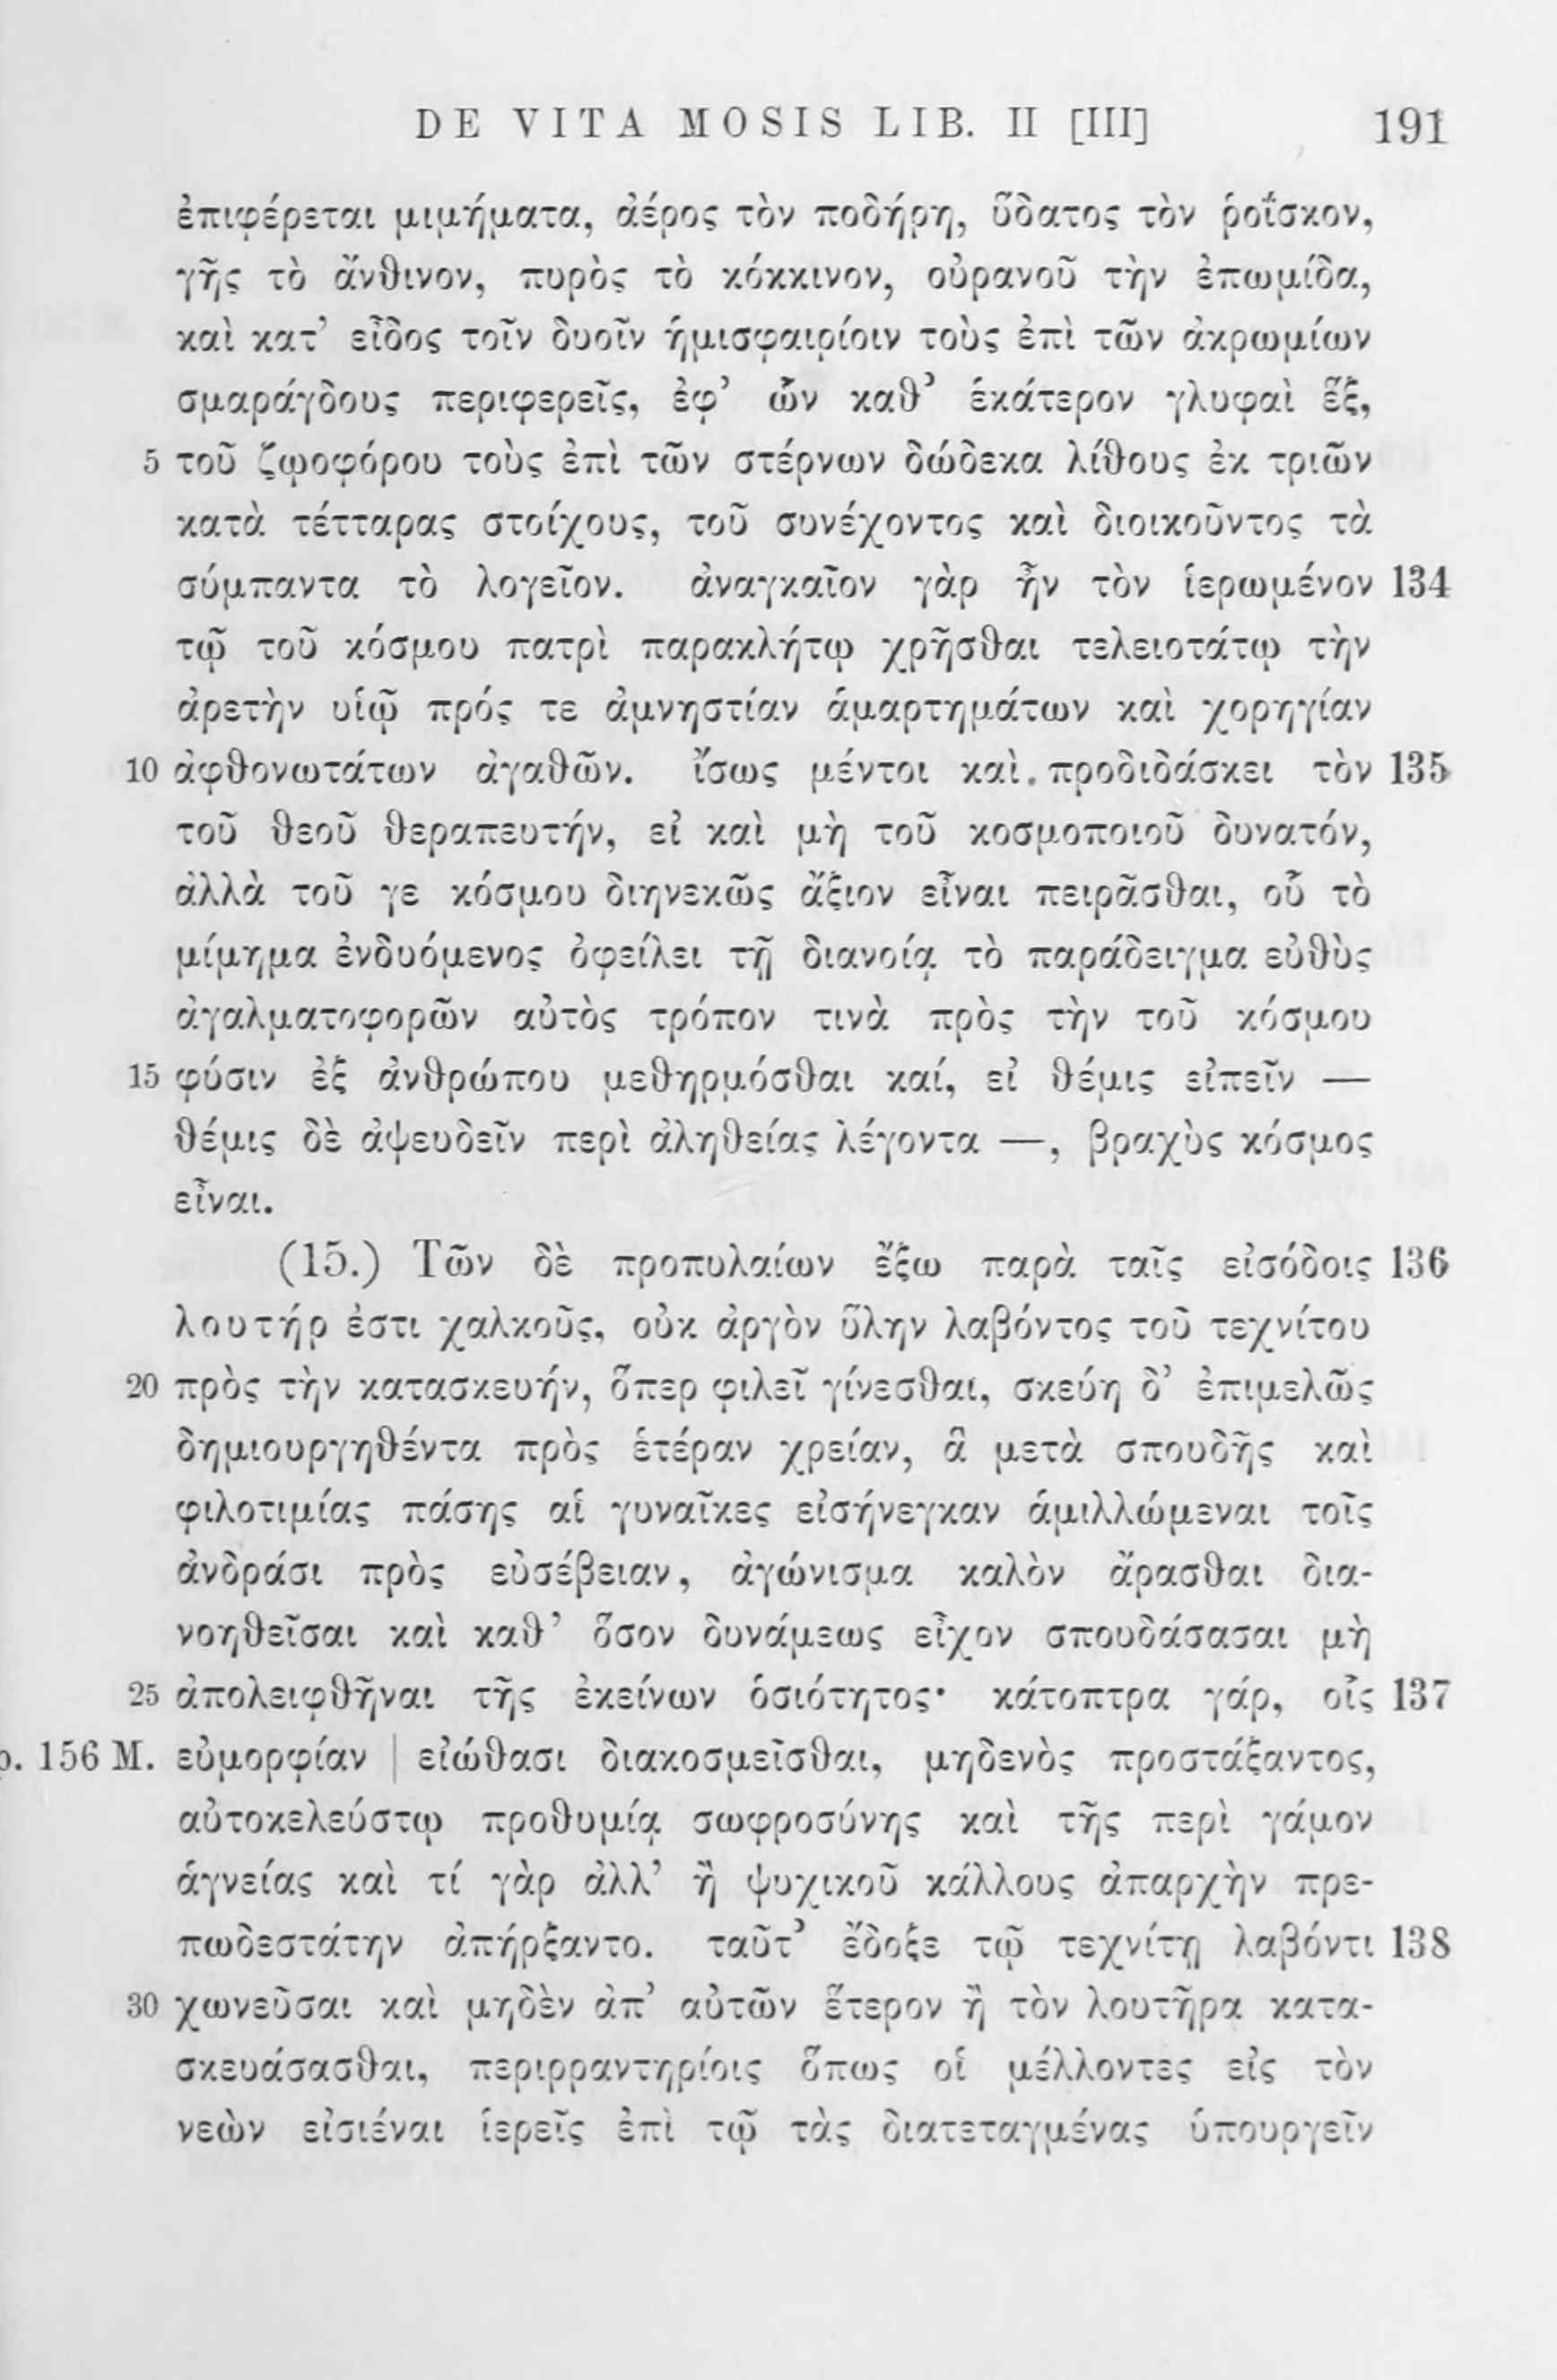 DE VITA MOSIS LIB. II [III] 191
ἐπιφέρεται μιμήματα, ἀέρος τὸν ποδήρη, ὕδατος τὸν ῥοΐσκον,
γῆς τὸ ἄνθινον, πυρὸς τὸ κόκκινον, οὐρανοῦ τὴν ἐπωμίδα,
καὶ κατ’ εἶδος τοῖν δυοῖν ἡμισφαιρίοιν τοὺς ἐπὶ τῶν ἀκρωμίων
σμαράγδους περιφερεῖς, ἐφ’ ὧν καθ’ ἑκάτερον γλυφαὶ ἕξ,
5 τοῦ ζῳοφόρου τοὺς ἐπὶ τῶν στέρνων δώδεκα λίθους ἐκ τριῶν
κατὰ τέτταρας στοίχους, τοῦ συνέχοντος καὶ διοικοῦντος τὰ
σύμπαντα τὸ λογεῖον. ἀναγκαῖον γὰρ ἦν τὸν ἱερωμένον 134
τῷ τοῦ κόσμου πατρὶ παρακλήτῳ χρῆσθαι τελειοτάτῳ τὴν
ἀρετὴν υἱῷ πρός τε ἀμνηστίαν ἁμαρτημάτων καὶ χορηγίαν
10 ἀφθονωτάτων ἀγαθῶν. ἴσως μέντοι καὶ προδιδάσκει τὸν 135
τοῦ θεοῦ θεραπευτήν, εἰ καὶ μὴ τοῦ κοσμοποιοῦ δυνατόν,
ἀλλὰ τοῦ γε κόσμου διηνεκῶς ἄξιον εἶναι πειρᾶσθαι, οὗ τὸ
μίμημα ἐνδυόμενος ὀφείλει τῇ διανοίᾳ τὸ παράδειγμα εὐθὺς
ἀγαλματοφορῶν αὐτὸς τρόπον τινὰ πρὸς τὴν τοῦ κόσμου
15 φύσιν ἐξ ἀνθρώπου μεθηρμόσθαι καί, εἰ θέμις εἰπεῖν —
θέμις δὲ ἀψευδεῖν περὶ ἀληθείας λέγοντα —, βραχὺς κόσμος
εἶναι.
(15.) Τῶν δὲ προπυλαίων ἔξω παρὰ ταῖς εἰσόδοις 136
λουτήρ ἐστι χαλκοῦς, οὐκ ἀργὸν ὕλην λαβόντος τοῦ τεχνίτου
20 πρὸς τὴν κατασκευήν, ὅπερ φιλεῖ γίνεσθαι, σκεύη δ’ ἐπιμελῶς
δημιουργηθέντα πρὸς ἑτέραν χρείαν, ἃ μετὰ σπουδῆς καὶ
φιλοτιμίας πάσης αἱ γυναῖκες εἰσήνεγκαν ἁμιλλώμεναι τοῖς
ἀνδράσι πρὸς εὐσέβειαν, ἀγώνισμα καλὸν ἄρασθαι δια-
νοηθεῖσαι καὶ καθ’ ὅσον δυνάμεως εἶχον σπουδάσασαι μὴ
25 ἀπολειφθῆναι τῆς ἐκείνων ὁσιότητος· κάτοπτρα γάρ, οἷς 137
p. 156 M. εὐμορφίαν | εἰώθασι διακοσμεῖσθαι, μηδενὸς προστάξαντος,
αὐτοκελεύστῳ προθυμίᾳ σωφροσύνης καὶ τῆς περὶ γάμον
ἁγνείας καὶ τί γὰρ ἀλλ’ ἢ ψυχικοῦ κάλλους ἀπαρχὴν πρε-
πωδεστάτην ἀπήρξαντο. ταῦτ’ ἔδοξε τῷ τεχνίτῃ λαβόντι 138
30 χωνεῦσαι καὶ μηδὲν ἀπ’ αὐτῶν ἕτερον ἢ τὸν λουτῆρα κατα-
σκευάσασθαι, περιρραντηρίοις ὅπως οἱ μέλλοντες εἰς τὸν
νεὼν εἰσιέναι ἱερεῖς ἐπὶ τῷ τὰς διατεταγμένας ὑπουργεῖν